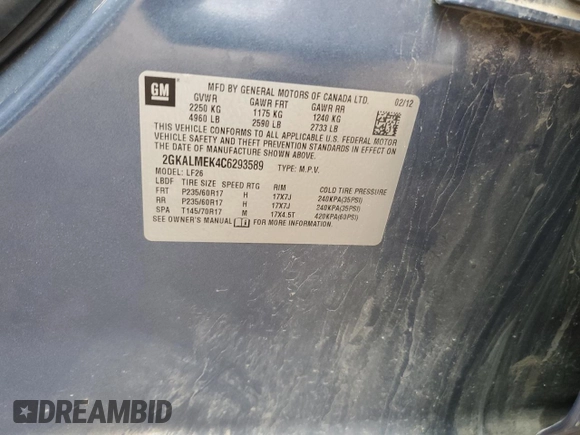 GM
MFD BY GENERAL MOTORS OF CANADA LTD. 02/12
GVWR GAWR FRT GAWR RR
2250 KG 1175 KG 1240 KG
4960 LB 2590 LB 2733 LB
THIS VEHICLE CONFORMS TO ALL APPLICABLE U.S. FEDERAL MOTOR
VEHICLE SAFETY AND THEFT PREVENTION STANDARDS IN EFFECT ON
THE DATE OF MANUFACTURE SHOWN ABOVE.
2GKALMEK4C6293589 TYPE: M.P.V.
MODEL: LF26
LBDF TIRE SIZE SPEED RTG RIM COLD TIRE PRESSURE
FRT P235/60R17 H 17X7J 240KPA(35PSI)
RR P235/60R17 H 17X7J 240KPA(35PSI)
SPA T145/70R17 M 17X4.5T 420KPA(60PSI)
SEE OWNER'S MANUAL FOR MORE INFORMATION.
DREAMBID